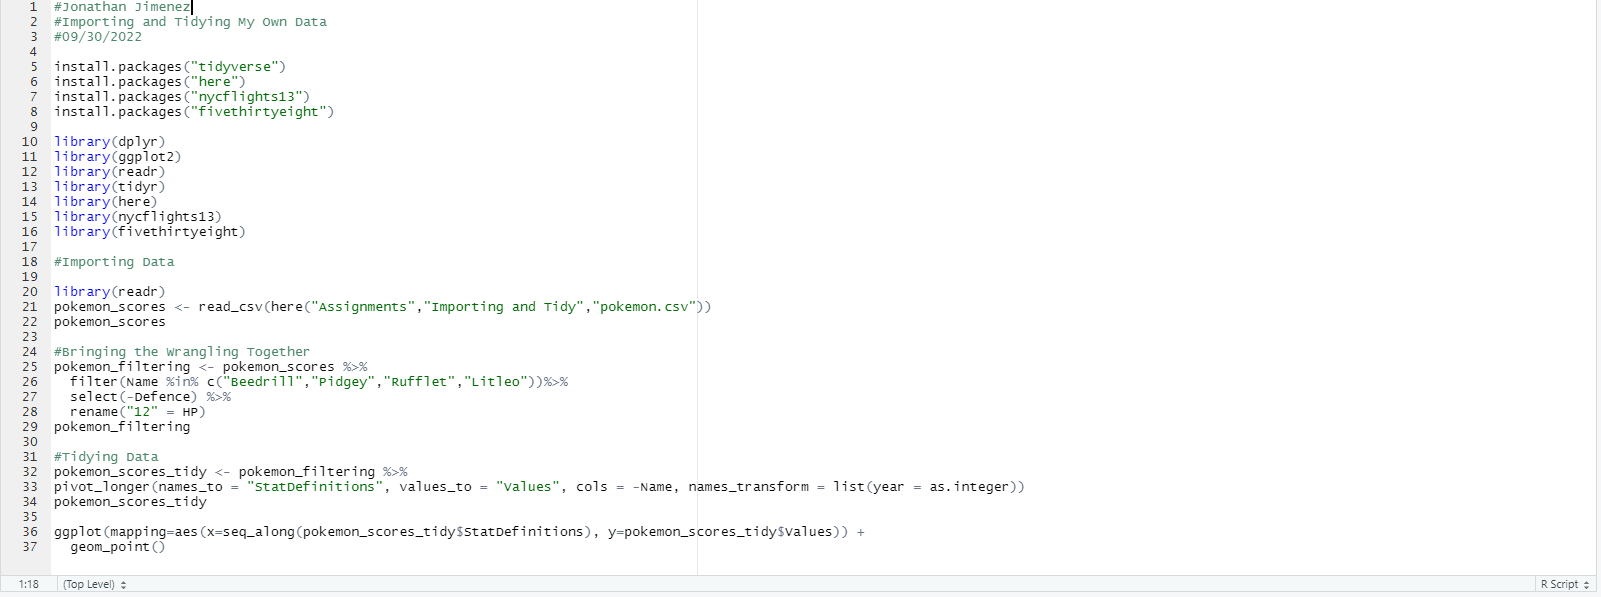 1 #Jonathan Jimenez
2 #Importing and Tidying My Own Data
3 #09/30/2022
4
5 install.packages("tidyverse")
6 install.packages("here")
7 install.packages("nycflights13")
8 install.packages("fivethirtyeight")
9
10 library(dplyr)
11 library(ggplot2)
12 library(readr)
13 library(tidyr)
14 library(here)
15 library(nycflights13)
16 library(fivethirtyeight)
17
18 #Importing Data
19
20 library(readr)
21 pokemon_scores <- read_csv(here("Assignments","Importing and Tidy","pokemon.csv"))
22 pokemon_scores
23
24 #Bringing the Wrangling Together
25 pokemon_filtering <- pokemon_scores %>%
26   filter(Name %in% c("Beedrill","Pidgey","Rufflet","Litleo"))%>%
27   select(-Defence) %>%
28   rename("12" = HP)
29 pokemon_filtering
30
31 #Tidying Data
32 pokemon_scores_tidy <- pokemon_filtering %>%
33 pivot_longer(names_to = "StatDefinitions", values_to = "Values", cols = -Name, names_transform = list(year = as.integer))
34 pokemon_scores_tidy
35
36 ggplot(mapping=aes(x=seq_along(pokemon_scores_tidy$StatDefinitions), y=pokemon_scores_tidy$Values)) +
37   geom_point()
1:18 (Top Level) R Script